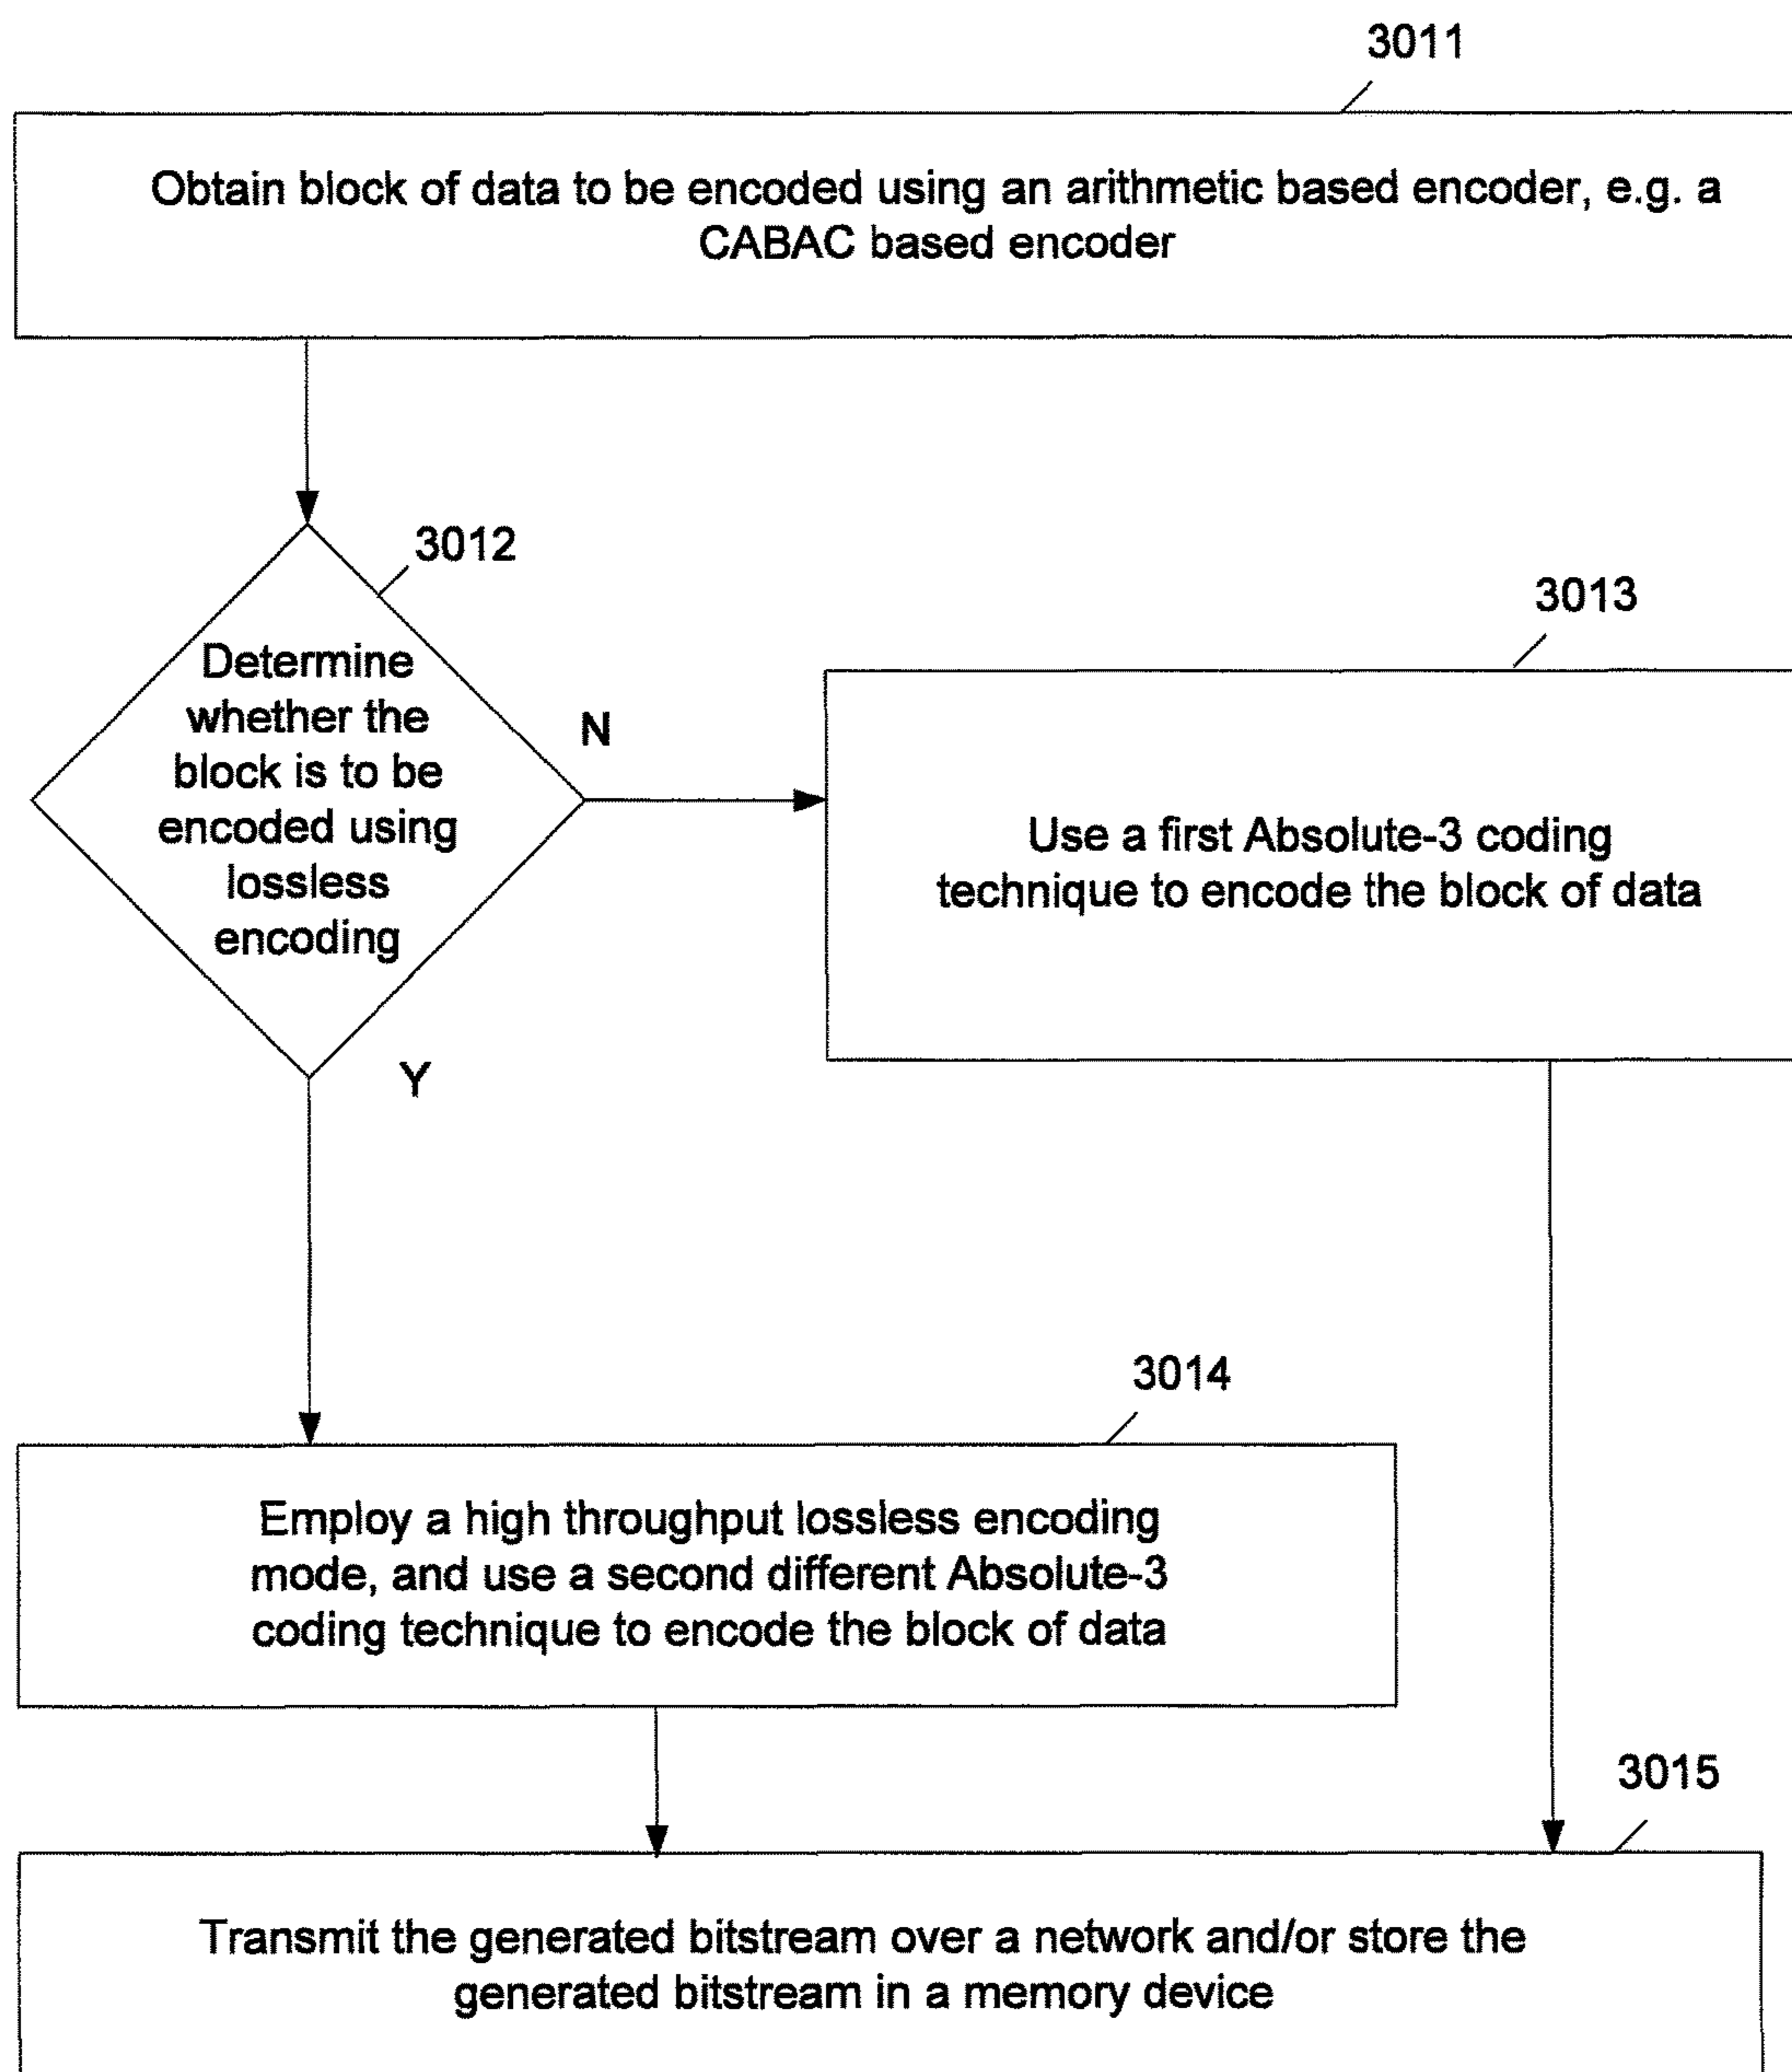 3011
Obtain block of data to be encoded using an arithmetic based encoder, e.g. a
CABAC based encoder
3012
Determine
whether the
block is to be
encoded using
lossless
encoding
N
Y
3013
Use a first Absolute-3 coding
technique to encode the block of data
3014
Employ a high throughput lossless encoding
mode, and use a second different Absolute-3
coding technique to encode the block of data
3015
Transmit the generated bitstream over a network and/or store the
generated bitstream in a memory device